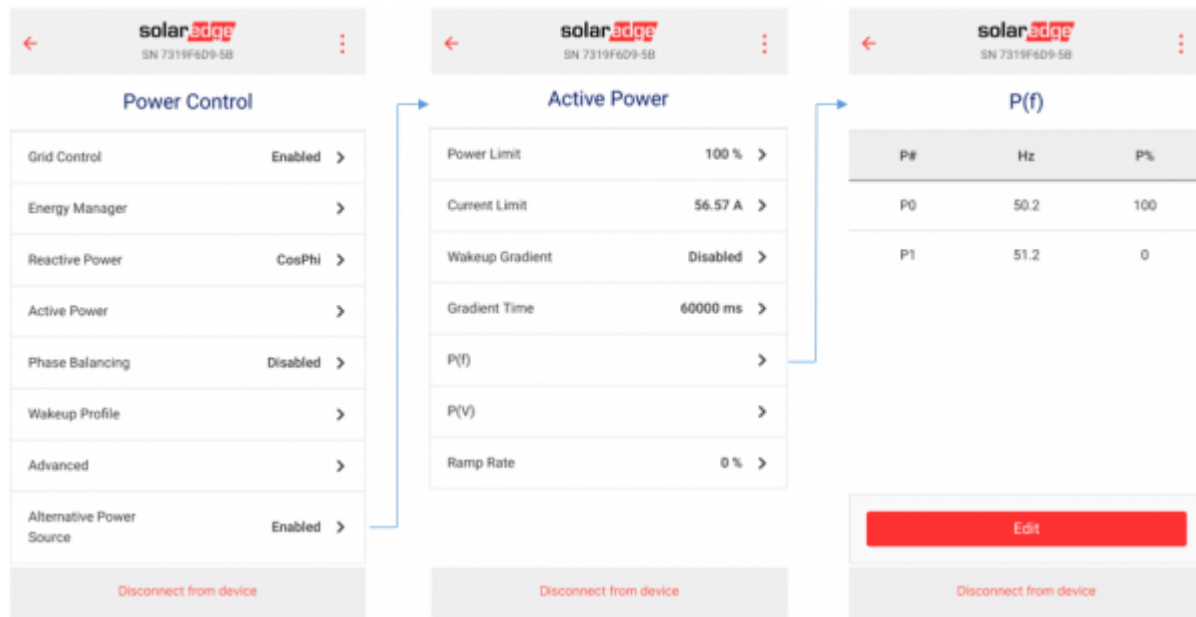 solaredge
SN 7319F6D9-5B
Power Control
Grid Control Enabled
Energy Manager
Reactive Power CosPhi
Active Power
Phase Balancing Disabled
Wakeup Profile
Advanced
Alternative Power
Source Enabled
Disconnect from device
solaredge
SN 7319F6D9-5B
Active Power
Power Limit 100 %
Current Limit 56.57 A
Wakeup Gradient Disabled
Gradient Time 60000 ms
P(f)
P(V)
Ramp Rate 0 %
Disconnect from device
solaredge
SN 7319F6D9-5B
P(f)
P# Hz P%
P0 50.2 100
P1 51.2 0
Edit
Disconnect from device